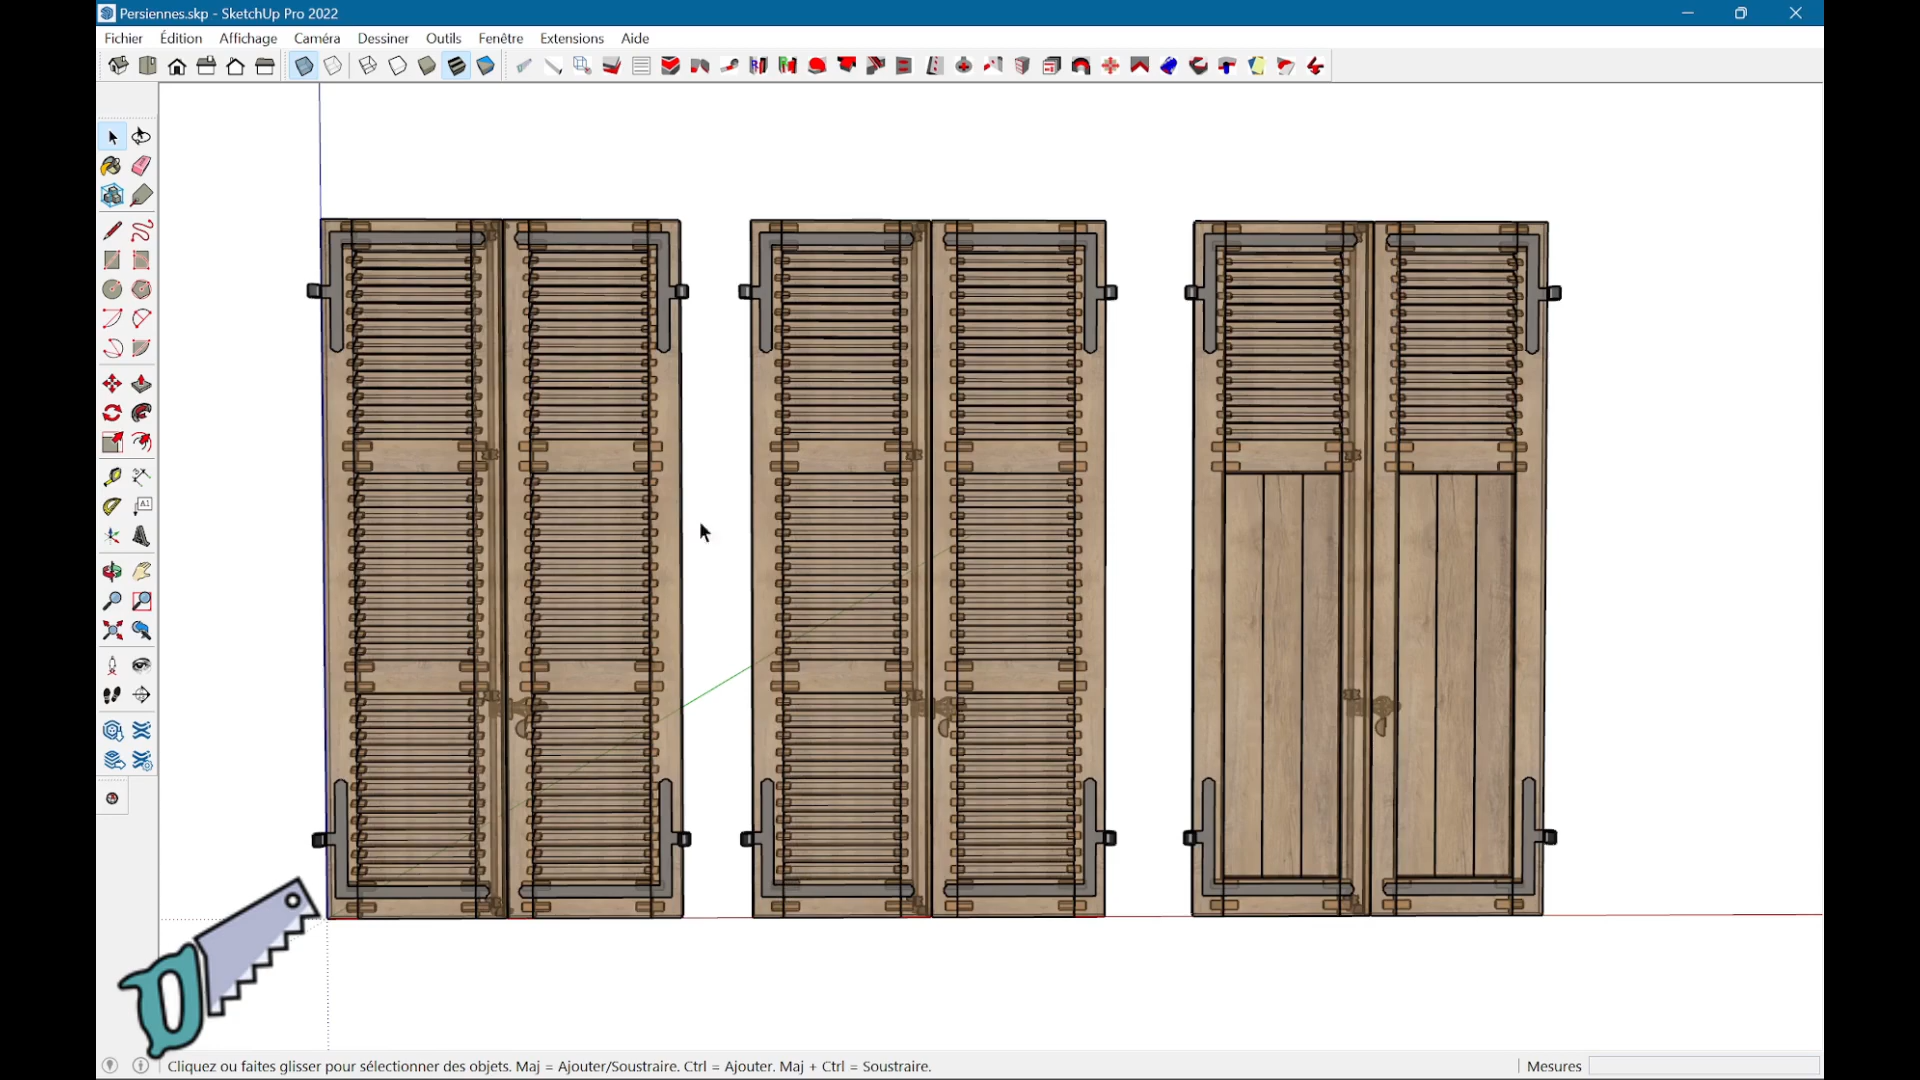 Persiennes.skp - SketchUp Pro 2022
Fichier Édition Affichage Caméra Dessiner Outils Fenêtre Extensions Aide
A1
Cliquez ou faites glisser pour sélectionner des objets. Maj = Ajouter/Soustraire. Ctrl = Ajouter. Maj + Ctrl = Soustraire.
Mesures